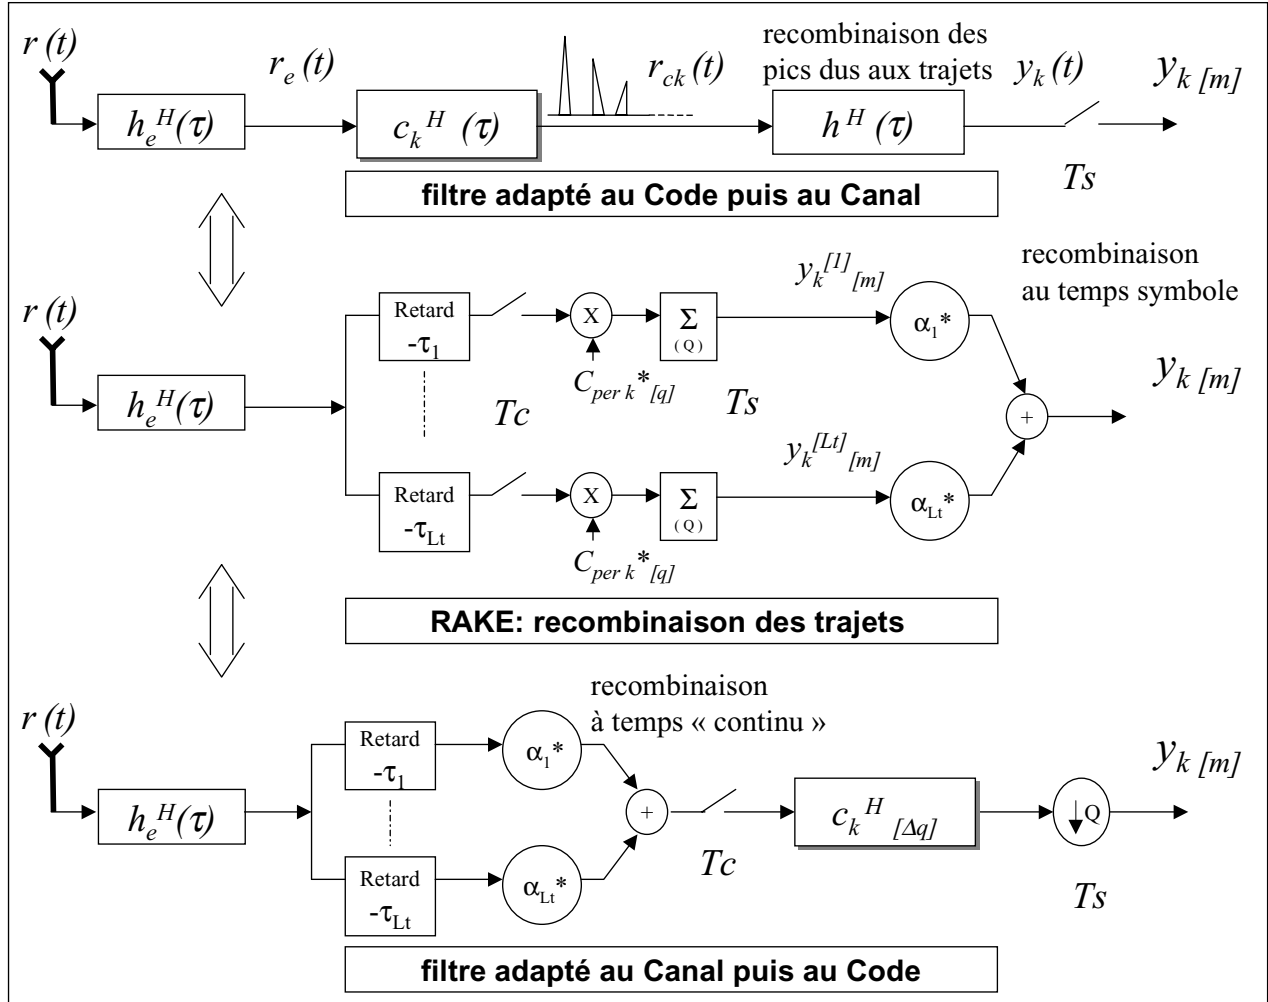 r (t)
r_e (t)
r_ck (t)
recombinaison des
pics dus aux trajets
y_k (t)
y_k [m]
h_e^H(τ)
c_k^H (τ)
h^H (τ)
Ts
filtre adapté au Code puis au Canal
r (t)
recombinaison
au temps symbole
h_e^H(τ)
Retard
-τ_1
Tc
X
C_per k*_[q]
Σ
(Q)
Ts
y_k^[1]_[m]
α_1*
+
y_k [m]
Retard
-τ_Lt
X
C_per k*_[q]
Σ
(Q)
y_k^[Lt]_[m]
α_Lt*
RAKE: recombinaison des trajets
r (t)
recombinaison
à temps « continu »
h_e^H(τ)
Retard
-τ_1
α_1*
Retard
-τ_Lt
α_Lt*
+
Tc
c_k^H [Δq]
↓Q
Ts
y_k [m]
filtre adapté au Canal puis au Code